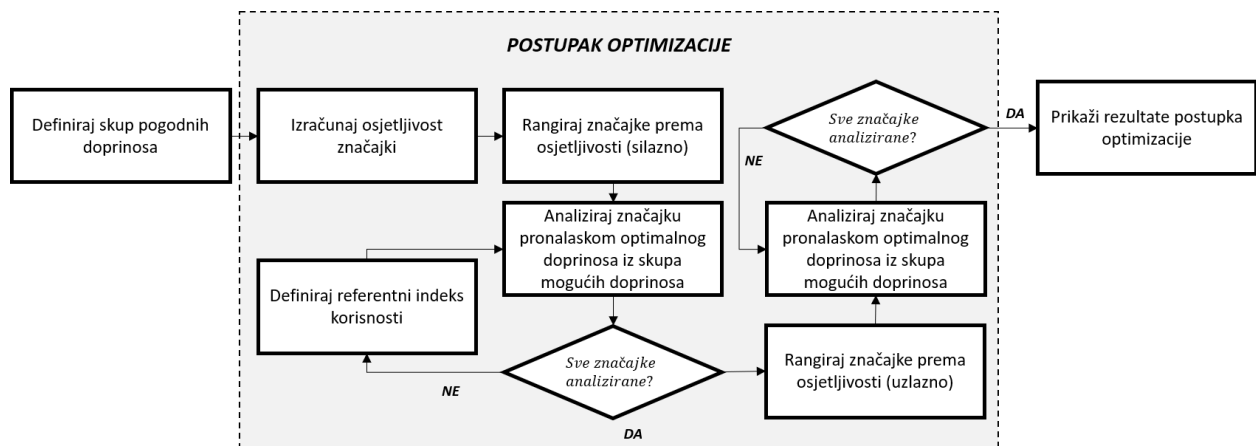 POSTUPAK OPTIMIZACIJE
Definiraj skup pogodnih
doprinosa
Izračunaj osjetljivost
značajki
Rangiraj značajke prema
osjetljivosti (silazno)
Analiziraj značajku
pronalaskom optimalnog
doprinosa iz skupa
mogućih doprinosa
Definiraj referentni indeks
korisnosti
Sve značajke
analizirane?
NE
DA
Rangiraj značajke prema
osjetljivosti (uzlazno)
Analiziraj značajku
pronalaskom optimalnog
doprinosa iz skupa
mogućih doprinosa
Sve značajke
analizirane?
NE
DA
Prikaži rezultate postupka
optimizacije